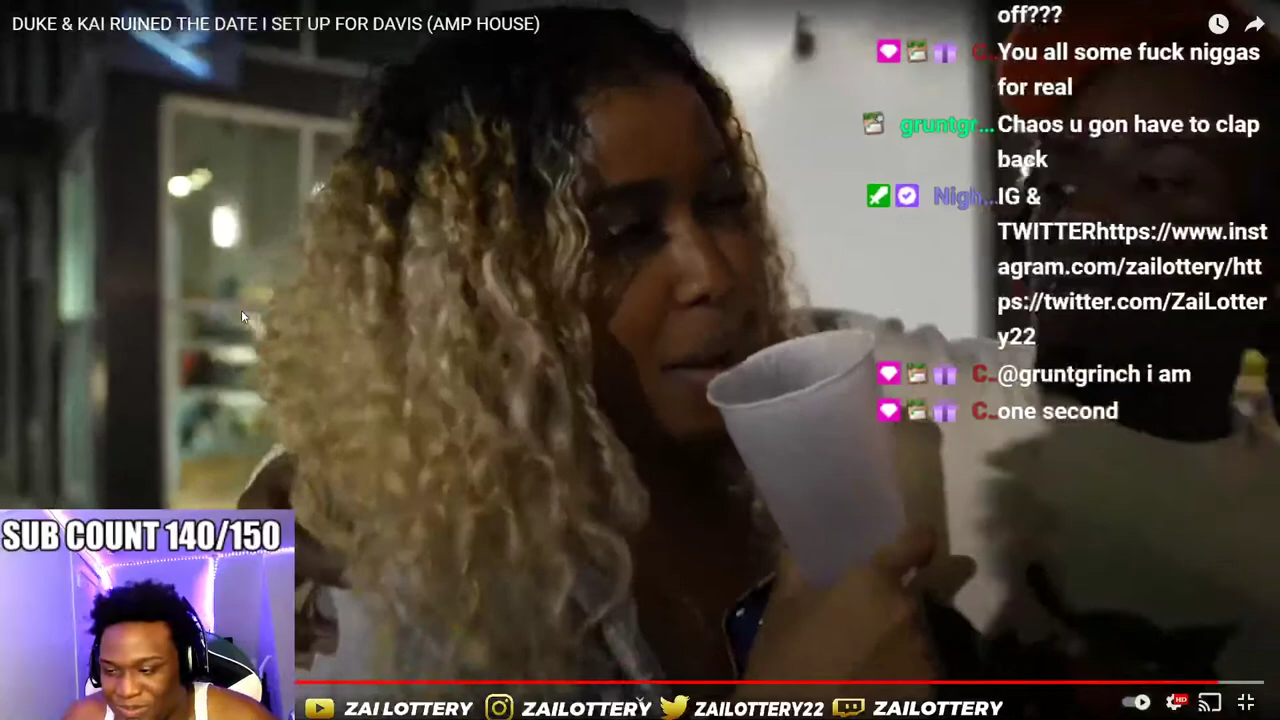 DUKE & KAI RUINED THE DATE I SET UP FOR DAVIS (AMP HOUSE)
off???
C..You all some fuck niggas
for real
gruntgr...Chaos u gon have to clap
back
Nigh...IG &
TWITTERhttps://www.inst
agram.com/zailottery/htt
ps://twitter.com/ZaiLotter
y22
C..@gruntgrinch i am
C..one second
SUB COUNT 140/150
ZAI LOTTERY ZAILOTTERY ZAILOTTERY22 ZAILOTTERY
HD